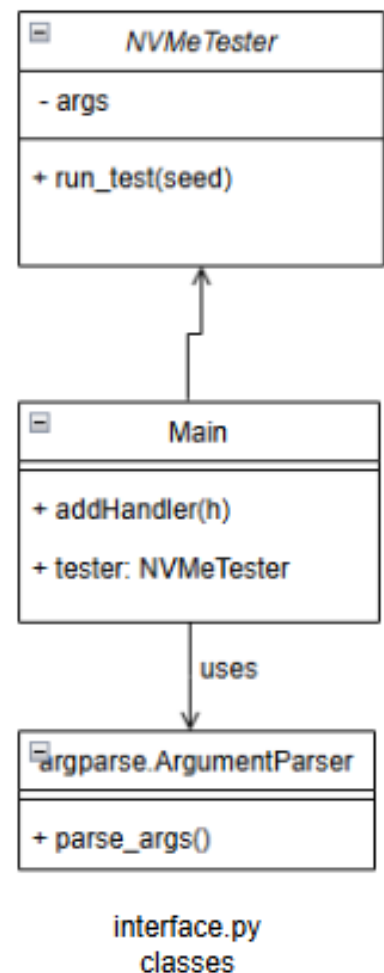 NVMeTester
- args
+ run_test(seed)
Main
+ addHandler(h)
+ tester: NVMeTester
uses
argparse.ArgumentParser
+ parse_args()
interface.py
classes